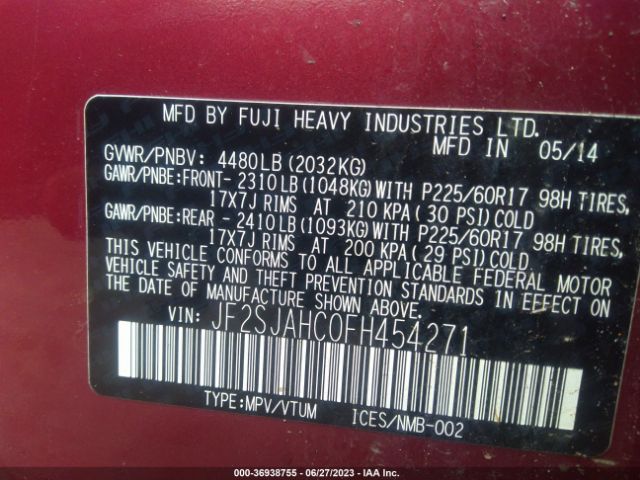 MFD BY FUJI HEAVY INDUSTRIES LTD.
MFD IN 05/14
GVWR/PNBV: 4480LB(2032KG)
GAWR/PNBE:FRONT- 2310LB(1048KG)WITH P225/60R17 98H TIRES,
17X7J RIMS AT 210 KPA(30 PSI)COLD
GAWR/PNBE:REAR - 2410LB(1093KG)WITH P225/60R17 98H TIRES,
17X7J RIMS AT 200 KPA(29 PSI)COLD
THIS VEHICLE CONFORMS TO ALL APPLICABLE FEDERAL MOTOR
VEHICLE SAFETY AND THEFT PREVENTION STANDARDS IN EFFECT ON
THE DATE OF MANUFACTURE SHOWN ABOVE.
VIN: JF2SJAHC0FH454271
TYPE:MPV/VTUM ICES/NMB-002
000-36938755 - 06/27/2023 - IAA Inc.